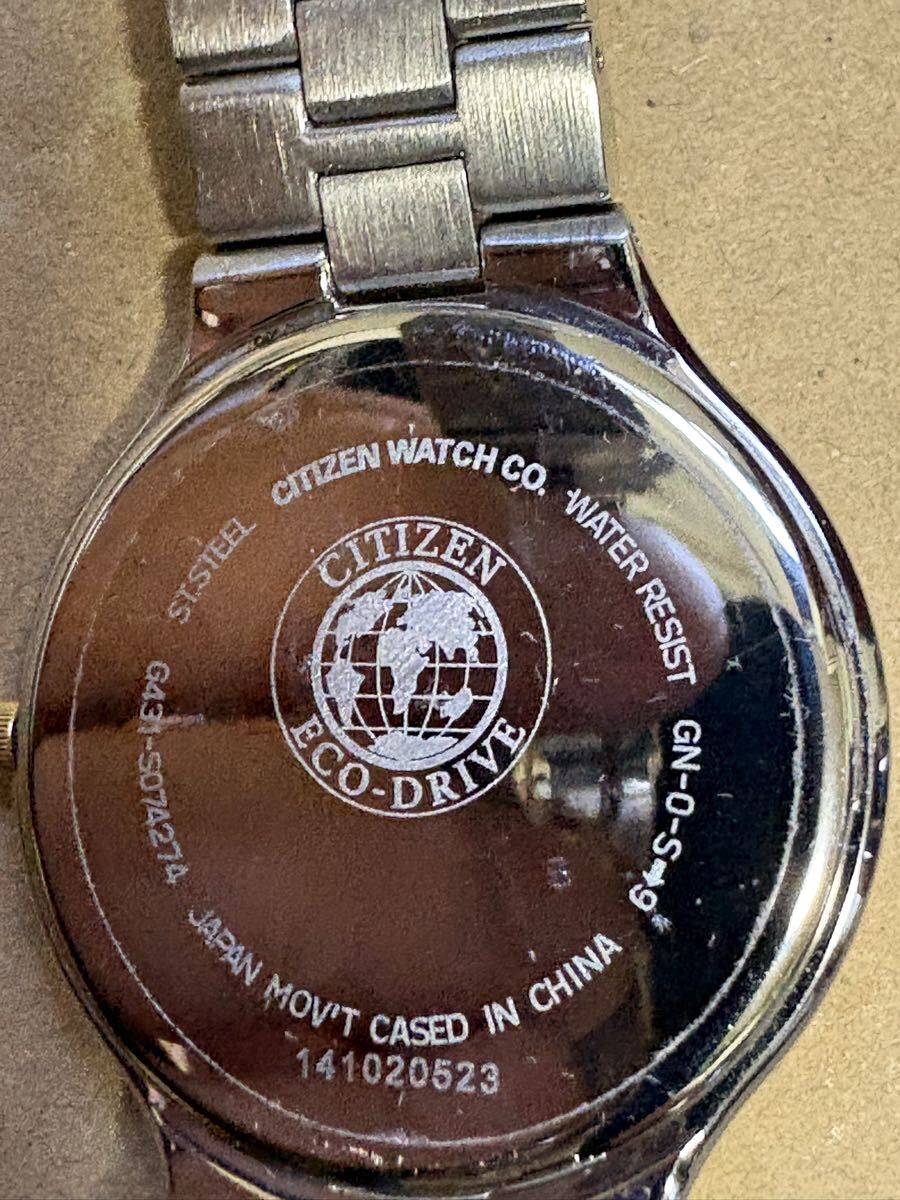 CITIZEN WATCH CO.
WATER RESIST
GN-0-S
JAPAN MOV'T CASED IN CHINA
141020523
G431-S074274
ST.STEEL
CITIZEN
ECO-DRIVE